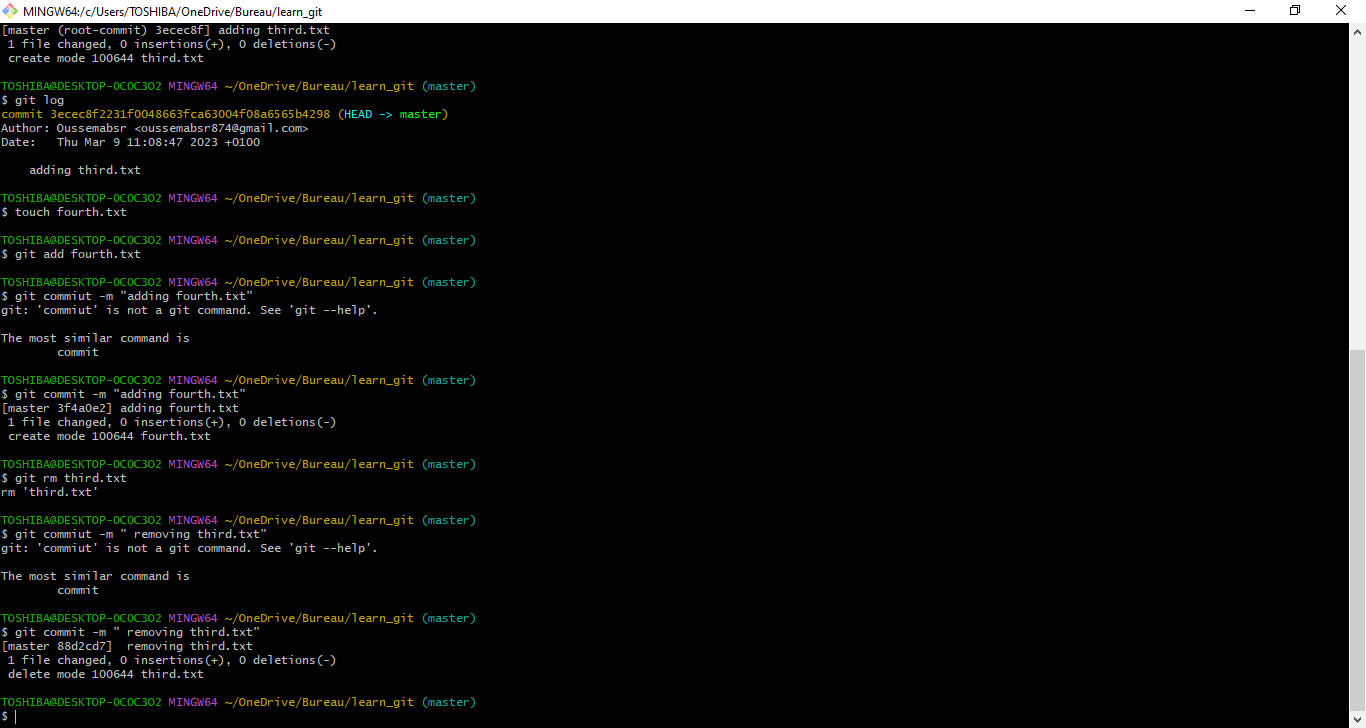 MINGW64:/c/Users/TOSHIBA/OneDrive/Bureau/learn_git
[master (root-commit) 3ecec8f] adding third.txt
 1 file changed, 0 insertions(+), 0 deletions(-)
 create mode 100644 third.txt

TOSHIBA@DESKTOP-OCOC3O2 MINGW64 ~/OneDrive/Bureau/learn_git (master)
$ git log
commit 3ecec8f2231f0048663fca63004f08a6565b4298 (HEAD -> master)
Author: Oussemabsr <oussemabsr874@gmail.com>
Date:   Thu Mar 9 11:08:47 2023 +0100

    adding third.txt

TOSHIBA@DESKTOP-OCOC3O2 MINGW64 ~/OneDrive/Bureau/learn_git (master)
$ touch fourth.txt

TOSHIBA@DESKTOP-OCOC3O2 MINGW64 ~/OneDrive/Bureau/learn_git (master)
$ git add fourth.txt

TOSHIBA@DESKTOP-OCOC3O2 MINGW64 ~/OneDrive/Bureau/learn_git (master)
$ git commiut -m "adding fourth.txt"
git: 'commiut' is not a git command. See 'git --help'.

The most similar command is
        commit

TOSHIBA@DESKTOP-OCOC3O2 MINGW64 ~/OneDrive/Bureau/learn_git (master)
$ git commit -m "adding fourth.txt"
[master 3f4a0e2] adding fourth.txt
 1 file changed, 0 insertions(+), 0 deletions(-)
 create mode 100644 fourth.txt

TOSHIBA@DESKTOP-OCOC3O2 MINGW64 ~/OneDrive/Bureau/learn_git (master)
$ git rm third.txt
rm 'third.txt'

TOSHIBA@DESKTOP-OCOC3O2 MINGW64 ~/OneDrive/Bureau/learn_git (master)
$ git commiut -m " removing third.txt"
git: 'commiut' is not a git command. See 'git --help'.

The most similar command is
        commit

TOSHIBA@DESKTOP-OCOC3O2 MINGW64 ~/OneDrive/Bureau/learn_git (master)
$ git commit -m " removing third.txt"
[master 88d2cd7]  removing third.txt
 1 file changed, 0 insertions(+), 0 deletions(-)
 delete mode 100644 third.txt

TOSHIBA@DESKTOP-OCOC3O2 MINGW64 ~/OneDrive/Bureau/learn_git (master)
$